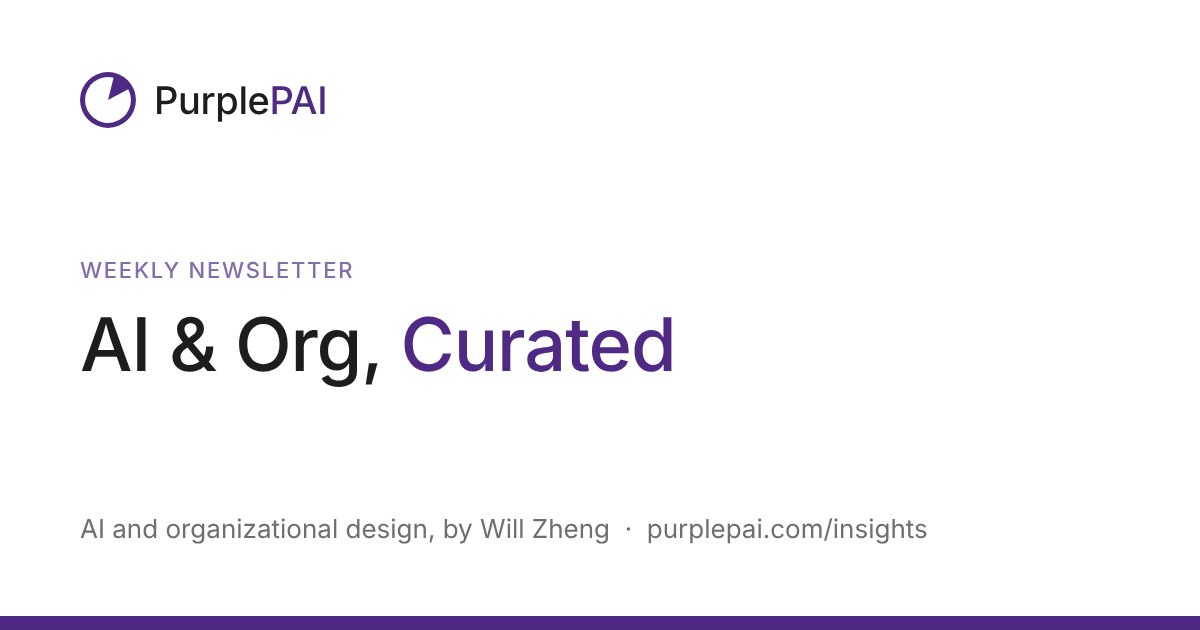 PurplePAI
WEEKLY NEWSLETTER
AI & Org, Curated
AI and organizational design, by Will Zheng · purplepai.com/insights